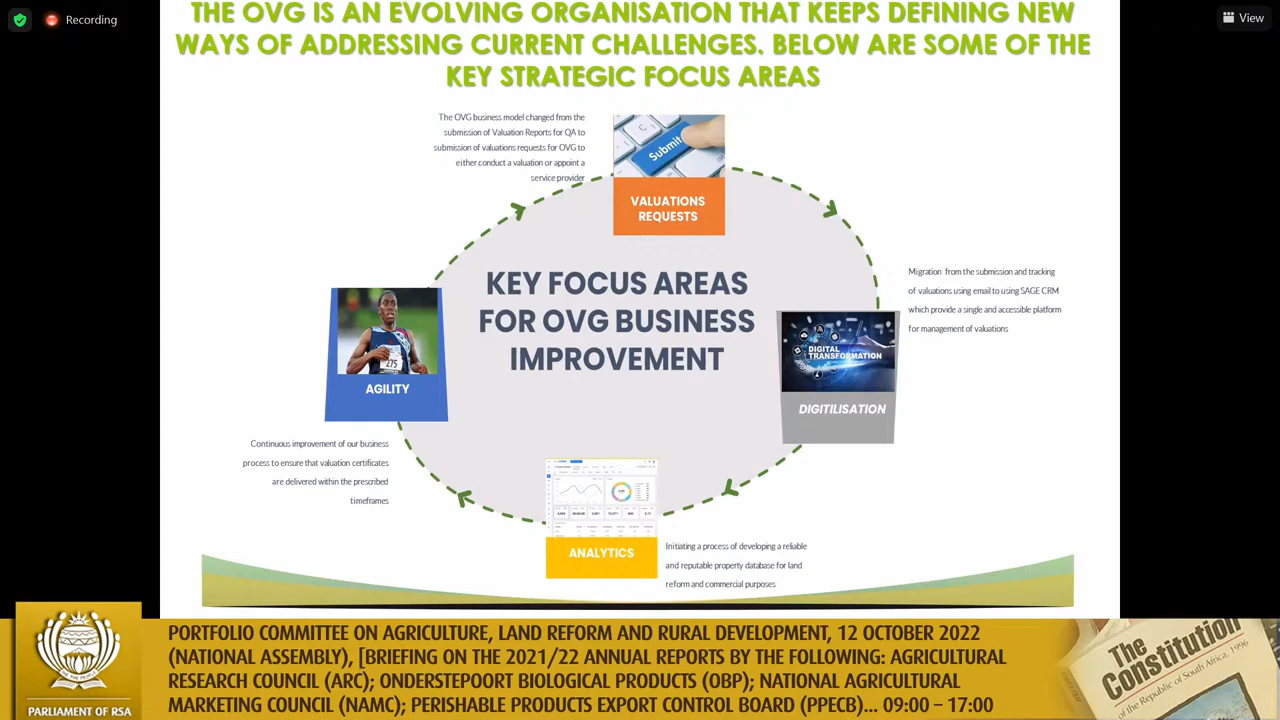 Recording
View
THE OVG IS AN EVOLVING ORGANISATION THAT KEEPS DEFINING NEW
WAYS OF ADDRESSING CURRENT CHALLENGES. BELOW ARE SOME OF THE
KEY STRATEGIC FOCUS AREAS
The OVG business model changed from the
submission of Valuation Reports for QA to
submission of valuations requests for OVG to
either conduct a valuation or appoint a
service provider
Submit
VALUATIONS
REQUESTS
KEY FOCUS AREAS
FOR OVG BUSINESS
IMPROVEMENT
Migration from the submission and tracking
of valuations using email to using SAGE CRM
which provide a single and accessible platform
for management of valuations
DIGITAL
TRANSFORMATION
DIGITILISATION
275
AGILITY
Continuous improvement of our business
process to ensure that valuation certificates
are delivered within the prescribed
timeframes
ANALYTICS
Initiating a process of developing a reliable
and reputable property database for land
reform and commercial purposes
PORTFOLIO COMMITTEE ON AGRICULTURE, LAND REFORM AND RURAL DEVELOPMENT, 12 OCTOBER 2022
(NATIONAL ASSEMBLY), [BRIEFING ON THE 2021/22 ANNUAL REPORTS BY THE FOLLOWING: AGRICULTURAL
RESEARCH COUNCIL (ARC); ONDERSTEPOORT BIOLOGICAL PRODUCTS (OBP); NATIONAL AGRICULTURAL
MARKETING COUNCIL (NAMC); PERISHABLE PRODUCTS EXPORT CONTROL BOARD (PPECB)... 09:00 – 17:00
PARLIAMENT OF RSA
The
Constitution
of the Republic of South Africa, 1996